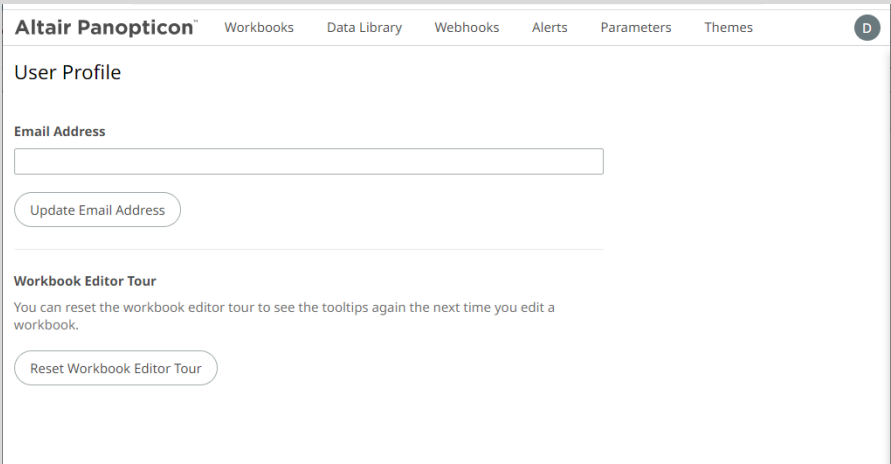 Altair Panopticon™ Workbooks Data Library Webhooks Alerts Parameters Themes D
User Profile
Email Address
Update Email Address
Workbook Editor Tour
You can reset the workbook editor tour to see the tooltips again the next time you edit a
workbook.
Reset Workbook Editor Tour